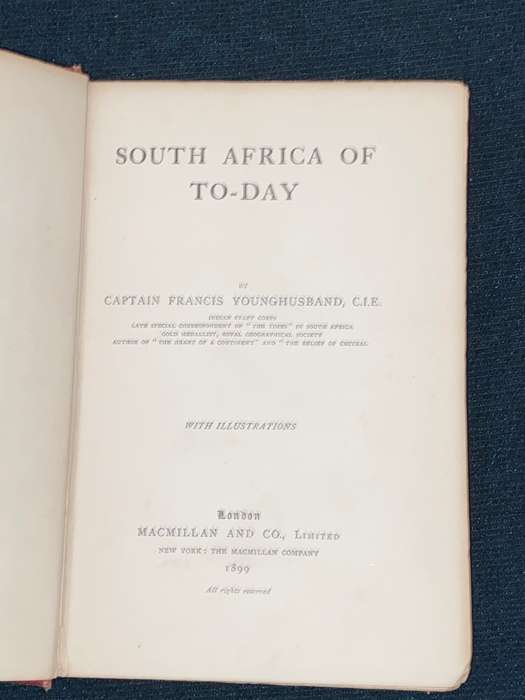 SOUTH AFRICA OF
TO-DAY
BY
CAPTAIN FRANCIS YOUNGHUSBAND, C.I.E.
INDIAN STAFF CORPS
LATE SPECIAL CORRESPONDENT OF "THE TIMES" IN SOUTH AFRICA
GOLD MEDALLIST, ROYAL GEOGRAPHICAL SOCIETY
AUTHOR OF "THE HEART OF A CONTINENT" AND "THE RELIEF OF CHITRAL
WITH ILLUSTRATIONS
London
MACMILLAN AND CO., LIMITED
NEW YORK: THE MACMILLAN COMPANY
1899
All rights reserved